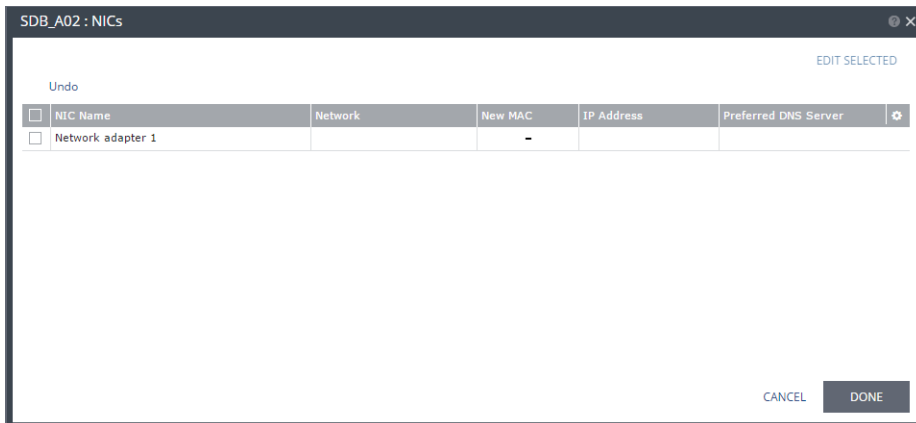 SDB_A02 : NICs
EDIT SELECTED
Undo
NIC Name Network New MAC IP Address Preferred DNS Server
Network adapter 1 -
CANCEL DONE